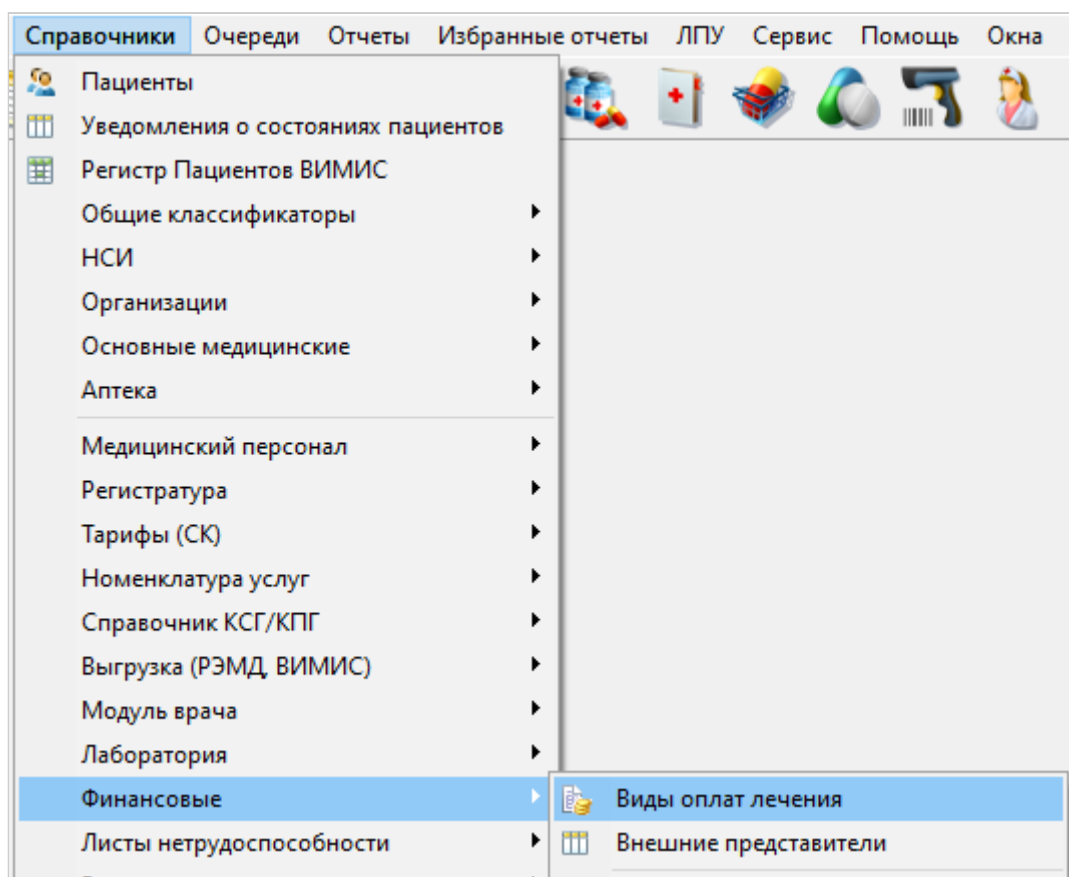 Справочники Очереди Отчеты Избранные отчеты ЛПУ Сервис Помощь Окна
Пациенты
Уведомления о состояниях пациентов
Регистр Пациентов ВИМИС
Общие классификаторы
НСИ
Организации
Основные медицинские
Аптека
Медицинский персонал
Регистратура
Тарифы (СК)
Номенклатура услуг
Справочник КСГ/КПГ
Выгрузка (РЭМД, ВИМИС)
Модуль врача
Лаборатория
Финансовые
Виды оплат лечения
Листы нетрудоспособности
Внешние представители